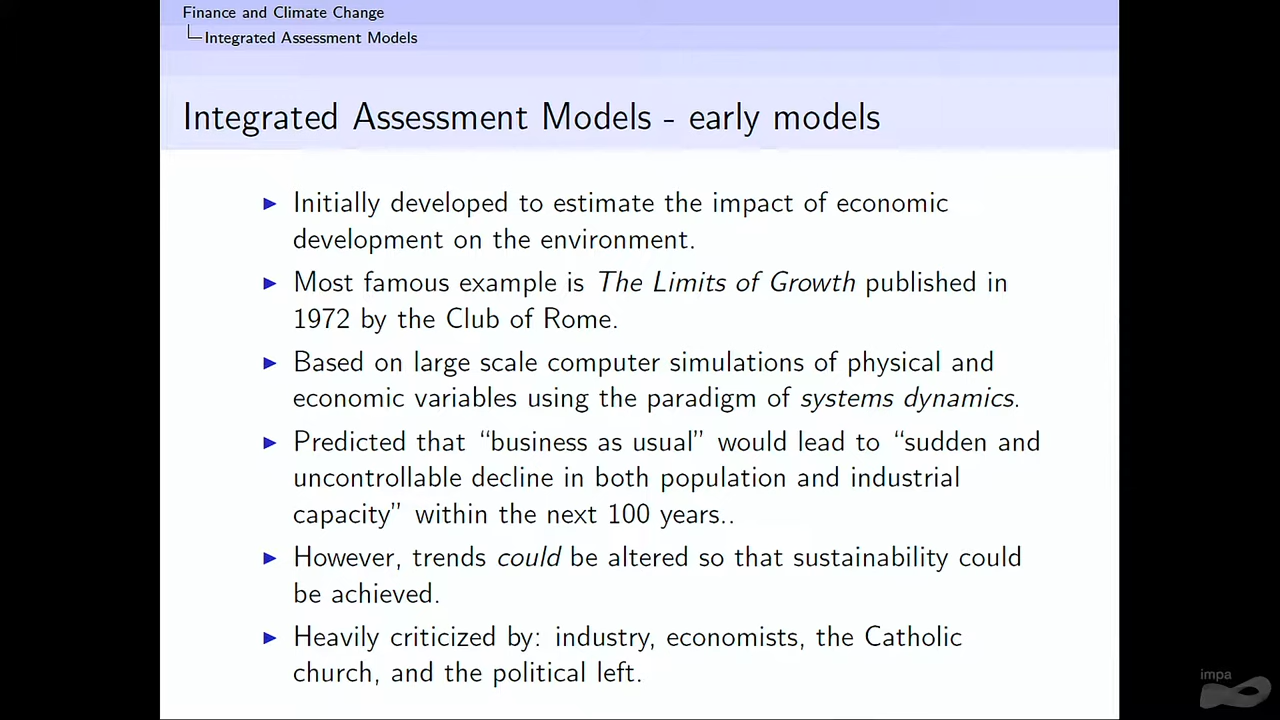 Finance and Climate Change
Integrated Assessment Models
Integrated Assessment Models - early models
Initially developed to estimate the impact of economic
development on the environment.
Most famous example is The Limits of Growth published in
1972 by the Club of Rome.
Based on large scale computer simulations of physical and
economic variables using the paradigm of systems dynamics.
Predicted that “business as usual” would lead to “sudden and
uncontrollable decline in both population and industrial
capacity” within the next 100 years..
However, trends could be altered so that sustainability could
be achieved.
Heavily criticized by: industry, economists, the Catholic
church, and the political left.
impa